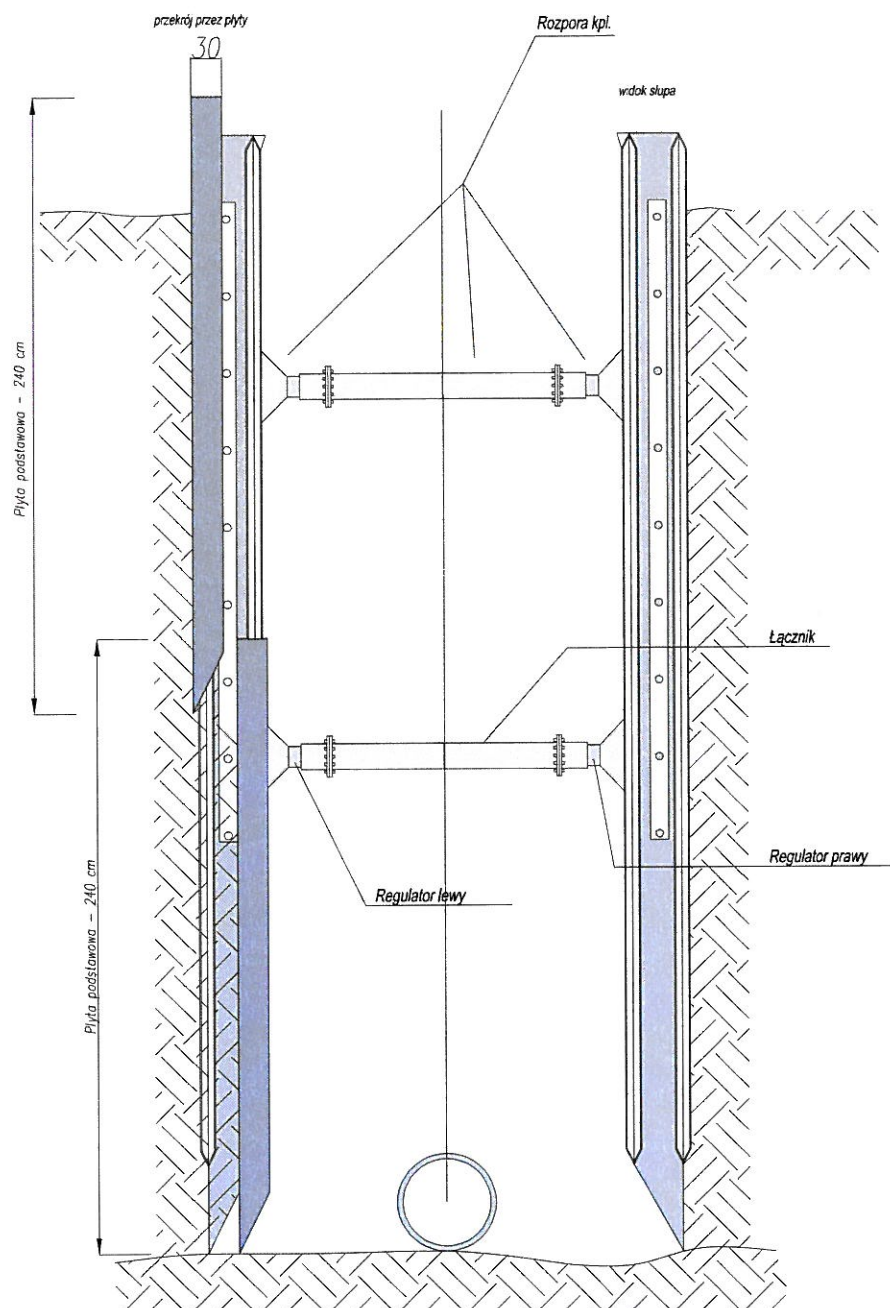 przekrój przez płyty
30
Rozpora kpl.
widok słupa
Płyta podstawowa - 240 cm
Łącznik
Regulator prawy
Regulator lewy
Płyta podstawowa - 240 cm